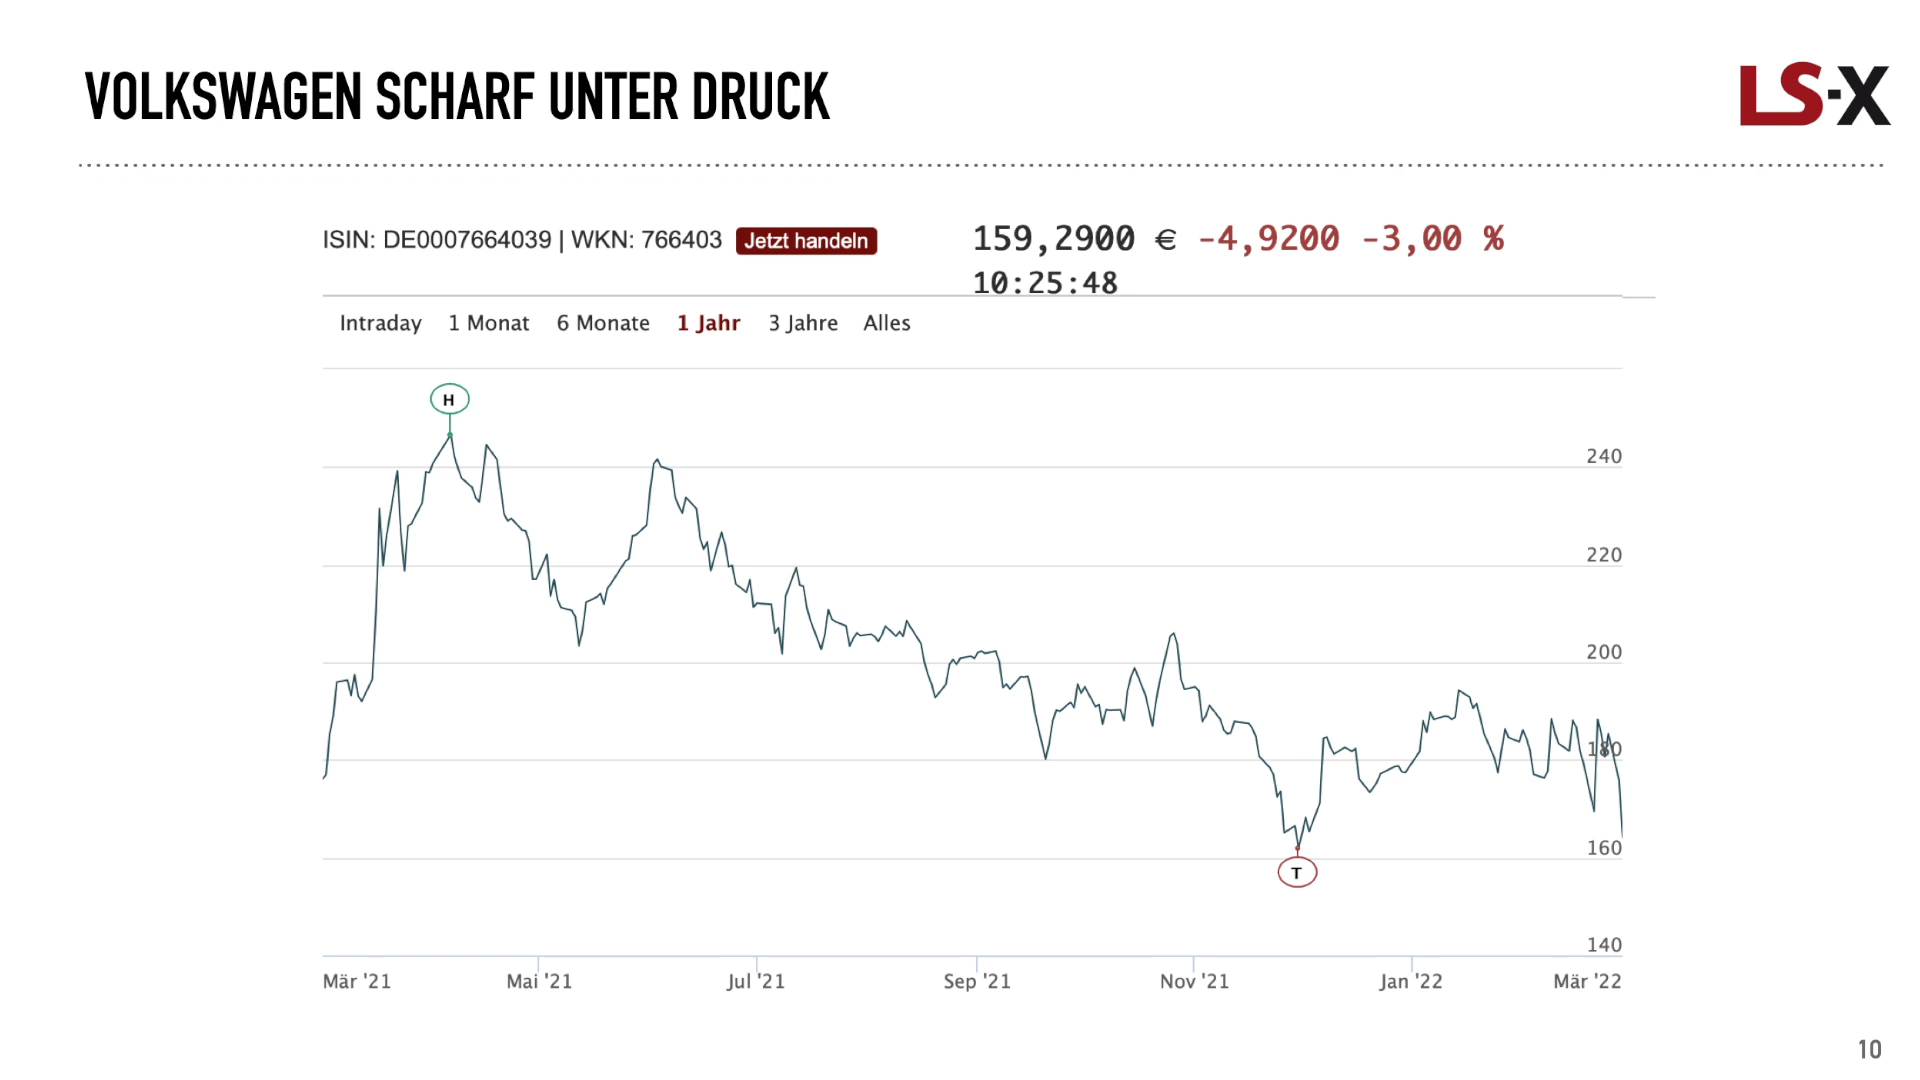 VOLKSWAGEN SCHARF UNTER DRUCK
LS-X
ISIN: DE0007664039 | WKN: 766403 Jetzt handeln
159,2900 € -4,9200 -3,00 %
10:25:48
Intraday 1 Monat 6 Monate 1 Jahr 3 Jahre Alles
H
240
220
200
180
160
T
140
Mär '21 Mai '21 Jul '21 Sep '21 Nov '21 Jan '22 Mär '22
10